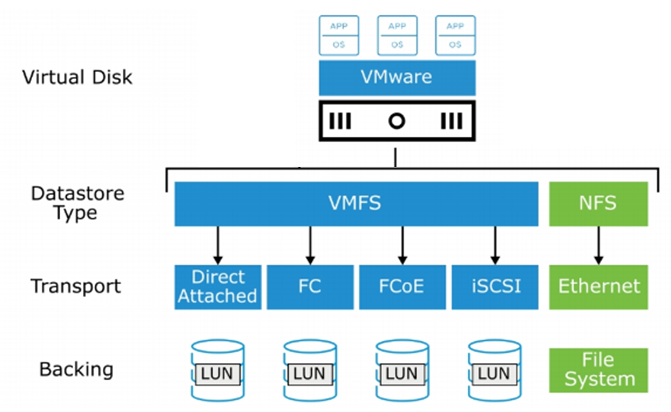 APP APP APP
OS OS OS
Virtual Disk
VMware
Datastore
Type
VMFS
NFS
Transport
Direct
Attached
FC
FCoE
iSCSI
Ethernet
Backing
LUN
LUN
LUN
LUN
File
System